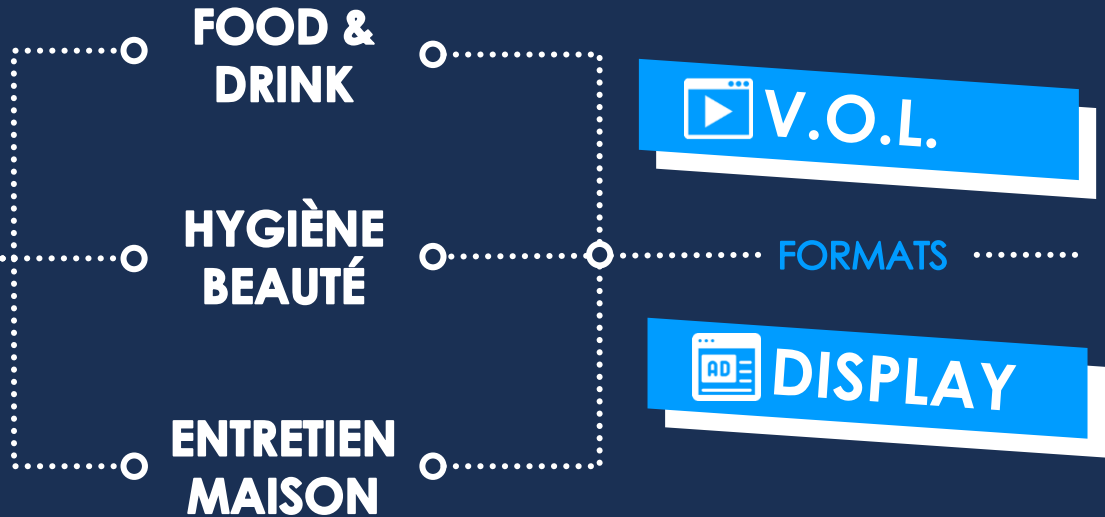 FOOD &
DRINK
HYGIÈNE
BEAUTÉ
ENTRETIEN
MAISON
V.O.L.
FORMATS
AD
DISPLAY